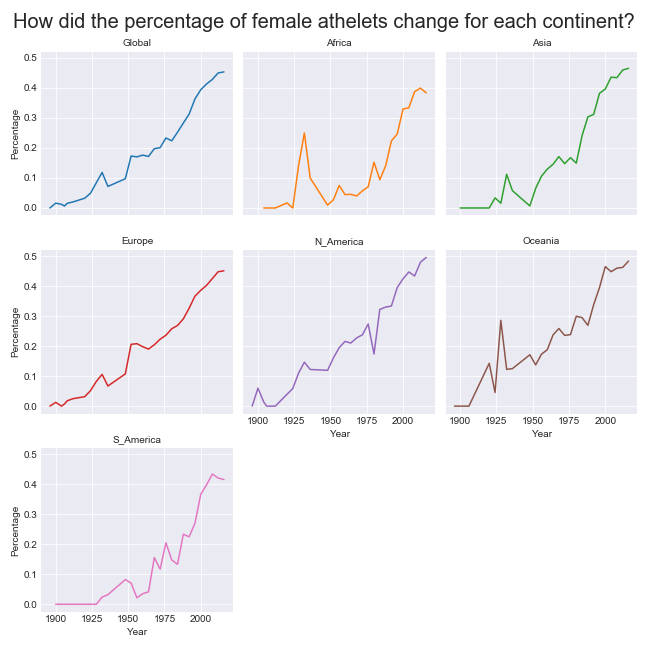 How did the percentage of female athelets change for each continent?
Global
Africa
Asia
0.5
0.4
0.3
0.2
0.1
0.0
Percentage
Europe
N_America
Oceania
0.5
0.4
0.3
0.2
0.1
0.0
Percentage
1900 1925 1950 1975 2000
Year
1900 1925 1950 1975 2000
Year
S_America
0.5
0.4
0.3
0.2
0.1
0.0
Percentage
1900 1925 1950 1975 2000
Year